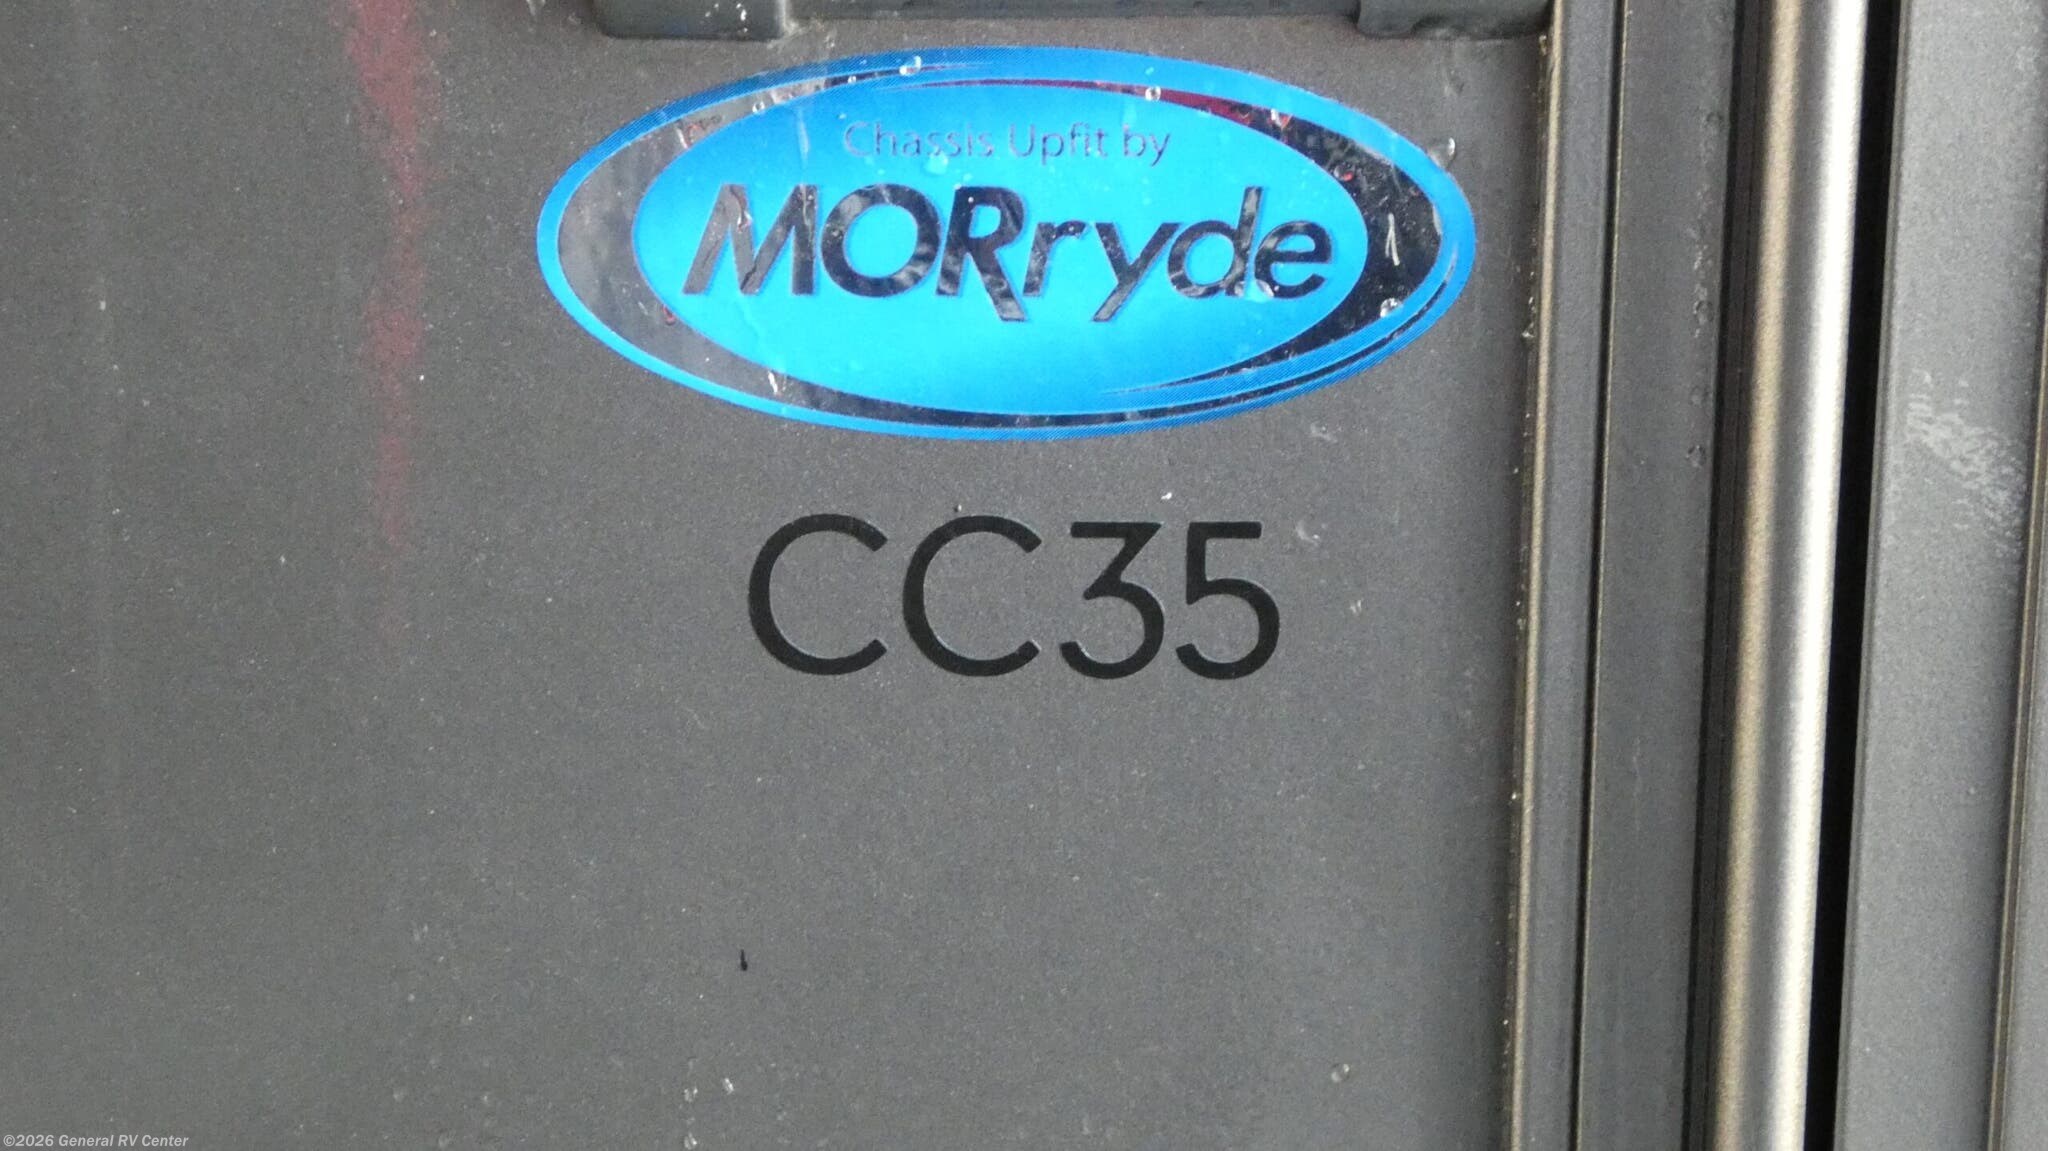 Chassis Upfit by
MORryde
CC35
©2026 General RV Center